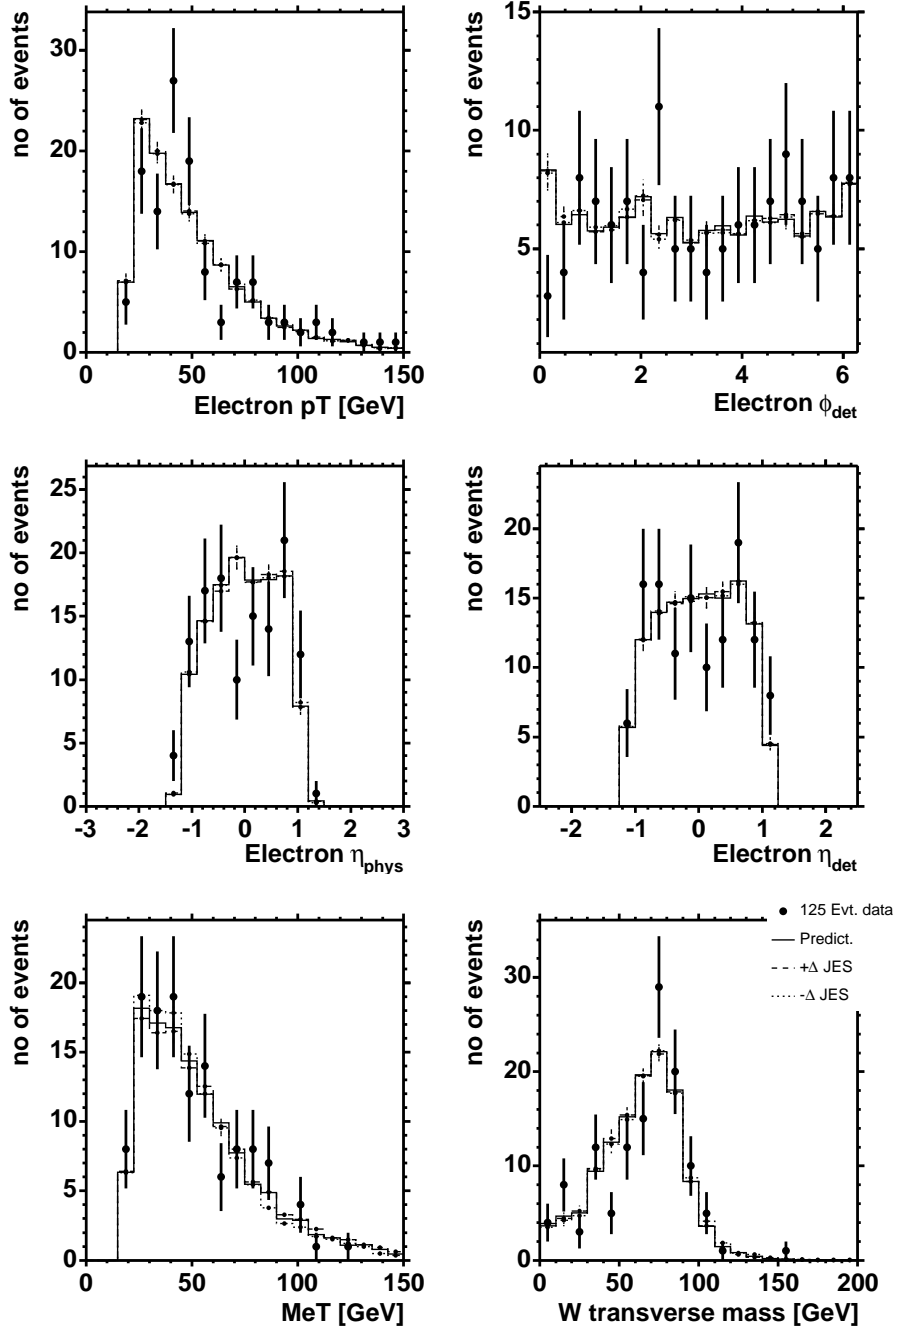 no of events
30
20
10
0
0 50 100 150
Electron pT [GeV]
no of events
15
10
5
0
0 2 4 6
Electron ϕdet
no of events
25
20
15
10
5
0
-3 -2 -1 0 1 2 3
Electron ηphys
no of events
20
15
10
5
0
-2 -1 0 1 2
Electron ηdet
no of events
20
15
10
5
0
0 50 100 150
MeT [GeV]
no of events
30
20
10
0
0 50 100 150 200
W transverse mass [GeV]
125 Evt. data
Predict.
+Δ JES
-Δ JES